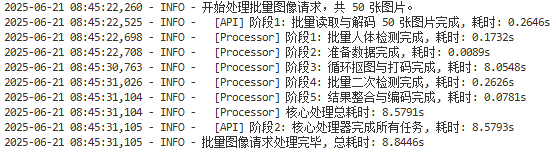 2025-06-21 08:45:22,260 - INFO - 开始处理批量图像请求，共 50 张图片。
2025-06-21 08:45:22,525 - INFO -   [API] 阶段1: 批量读取与解码 50 张图片完成，耗时: 0.2646s
2025-06-21 08:45:22,698 - INFO -   [Processor] 阶段1: 批量人体检测完成，耗时: 0.1732s
2025-06-21 08:45:22,708 - INFO -   [Processor] 阶段2: 准备数据完成，耗时: 0.0089s
2025-06-21 08:45:30,763 - INFO -   [Processor] 阶段3: 循环抠图与打码完成，耗时: 8.0548s
2025-06-21 08:45:31,026 - INFO -   [Processor] 阶段4: 批量二次检测完成，耗时: 0.2626s
2025-06-21 08:45:31,104 - INFO -   [Processor] 阶段5: 结果整合与编码完成，耗时: 0.0781s
2025-06-21 08:45:31,104 - INFO -   [Processor] 核心处理总耗时: 8.5791s
2025-06-21 08:45:31,105 - INFO -   [API] 阶段2: 核心处理器完成所有任务，耗时: 8.5793s
2025-06-21 08:45:31,105 - INFO - 批量图像请求处理完毕，总耗时: 8.8446s